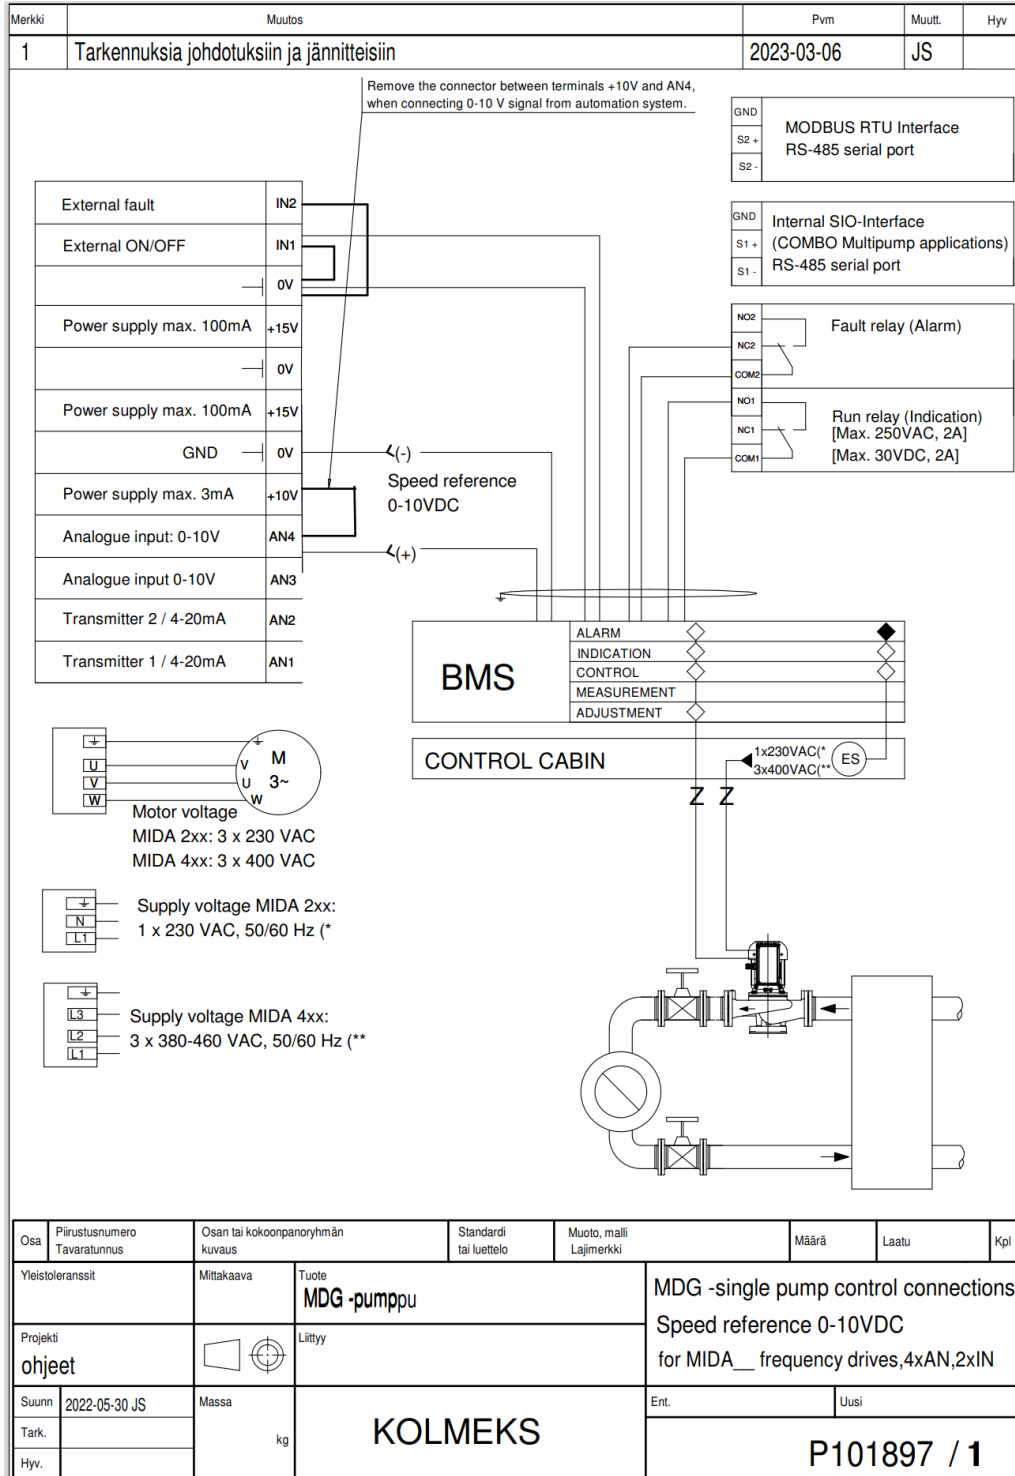 Merkki Muutos Pvm Muutt. Hyv
1 Tarkennuksia johdotuksiin ja jännitteisiin 2023-03-06 JS
Remove the connector between terminals +10V and AN4,
when connecting 0-10 V signal from automation system.
GND
S2 +
S2 -
MODBUS RTU Interface
RS-485 serial port
GND
S1 +
S1 -
Internal SIO-Interface
(COMBO Multipump applications)
RS-485 serial port
NO2
NC2
COM2
Fault relay (Alarm)
NO1
NC1
COM1
Run relay (Indication)
[Max. 250VAC, 2A]
[Max. 30VDC, 2A]
External fault IN2
External ON/OFF IN1
0V
Power supply max. 100mA +15V
0V
Power supply max. 100mA +15V
GND 0V
Power supply max. 3mA +10V
Analogue input: 0-10V AN4
Analogue input 0-10V AN3
Transmitter 2 / 4-20mA AN2
Transmitter 1 / 4-20mA AN1
(-)
Speed reference
0-10VDC
(+)
BMS
ALARM
INDICATION
CONTROL
MEASUREMENT
ADJUSTMENT
CONTROL CABIN
1x230VAC(*
3x400VAC(**
ES
Z Z
U
V
W
V
U
W
M
3~
Motor voltage
MIDA 2xx: 3 x 230 VAC
MIDA 4xx: 3 x 400 VAC
N
L1
Supply voltage MIDA 2xx:
1 x 230 VAC, 50/60 Hz (*
L3
L2
L1
Supply voltage MIDA 4xx:
3 x 380-460 VAC, 50/60 Hz (**
Osa
Piirustusnumero
Tavaratunnus
Osan tai kokoonpanoryhmän
kuvaus
Standardi
tai luettelo
Muoto, malli
Lajimerkki
Määrä
Laatu
Kpl
Yleistoleranssit
Mittakaava
Tuote
MDG -pumppu
MDG -single pump control connections
Speed reference 0-10VDC
for MIDA__ frequency drives,4xAN,2xIN
Projekti
ohjeet
Liittyy
Suunn 2022-05-30 JS
Tark.
Hyv.
Massa
kg
KOLMEKS
Ent.
Uusi
P101897 / 1